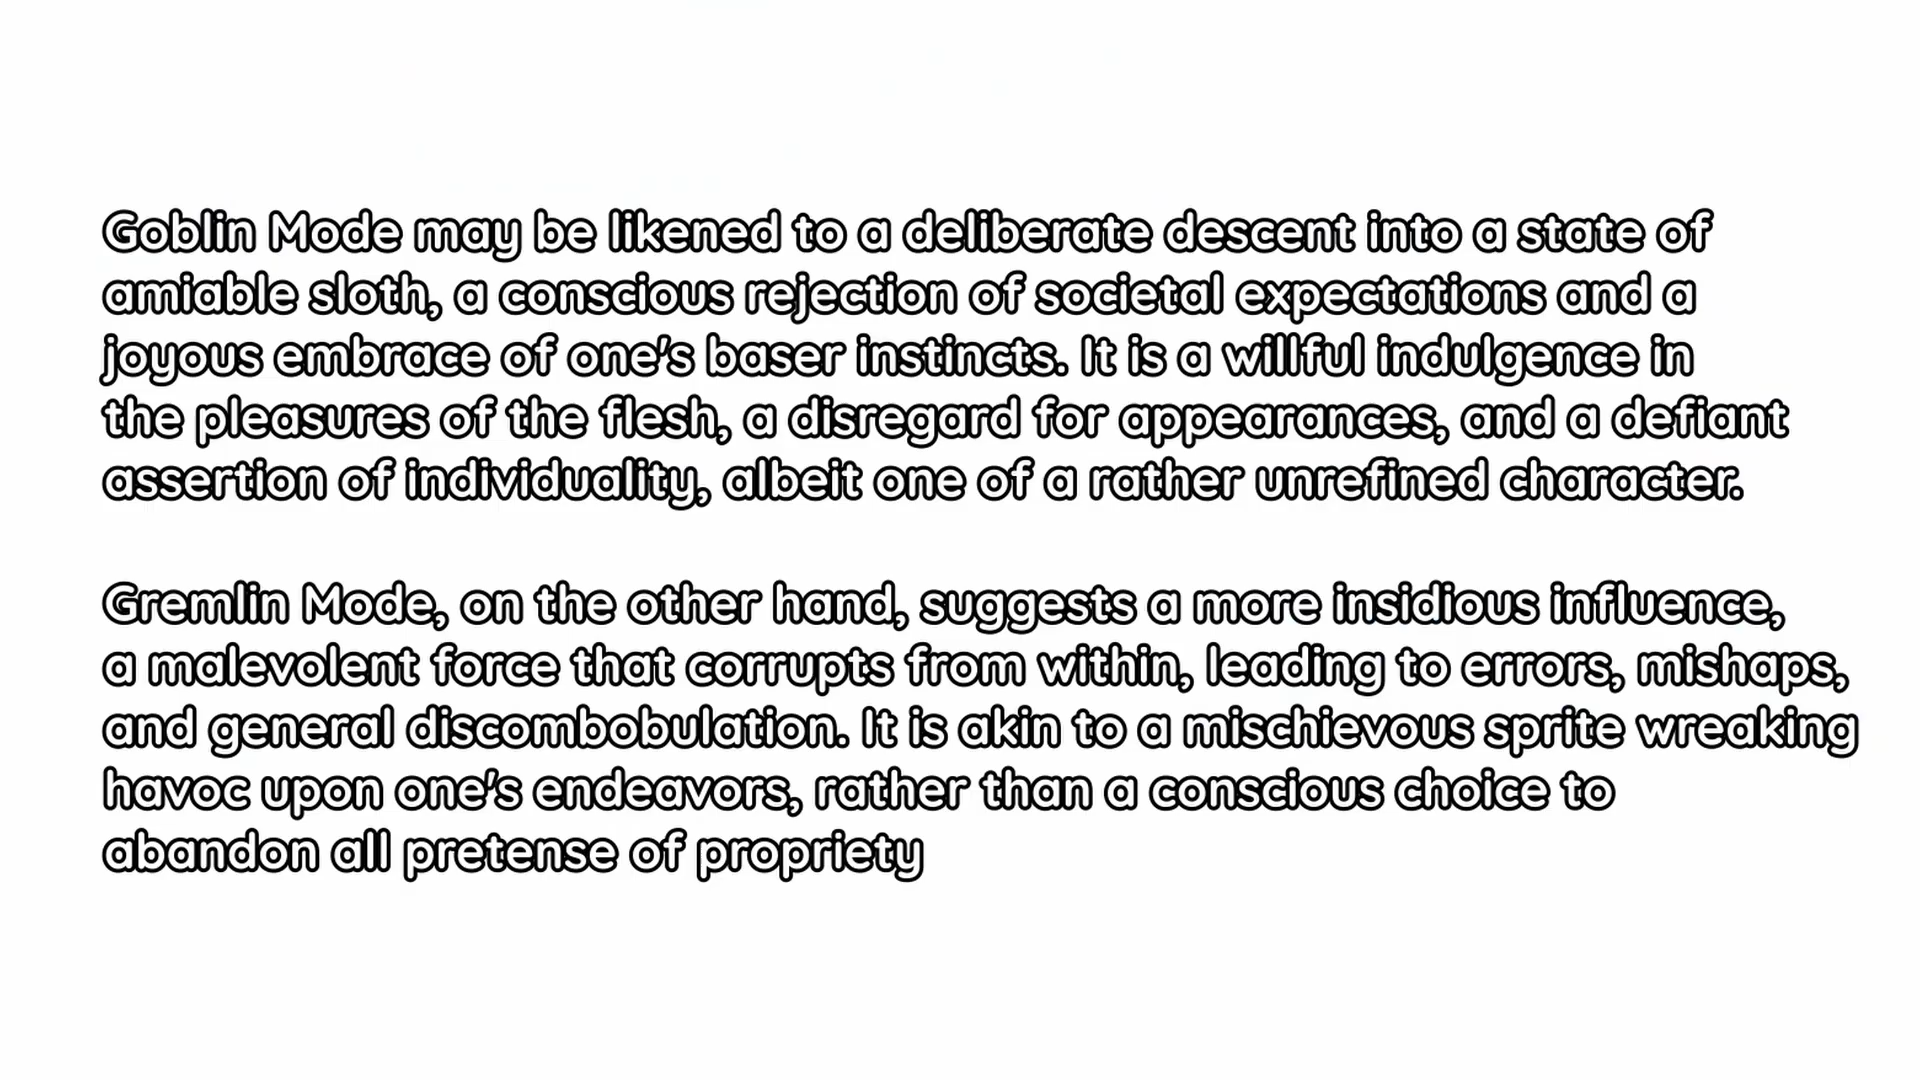 Goblin Mode may be likened to a deliberate descent into a state of
amiable sloth, a conscious rejection of societal expectations and a
joyous embrace of one's baser instincts. It is a willful indulgence in
the pleasures of the flesh, a disregard for appearances, and a defiant
assertion of individuality, albeit one of a rather unrefined character.
Gremlin Mode, on the other hand, suggests a more insidious influence,
a malevolent force that corrupts from within, leading to errors, mishaps,
and general discombobulation. It is akin to a mischievous sprite wreaking
havoc upon one's endeavors, rather than a conscious choice to
abandon all pretense of propriety